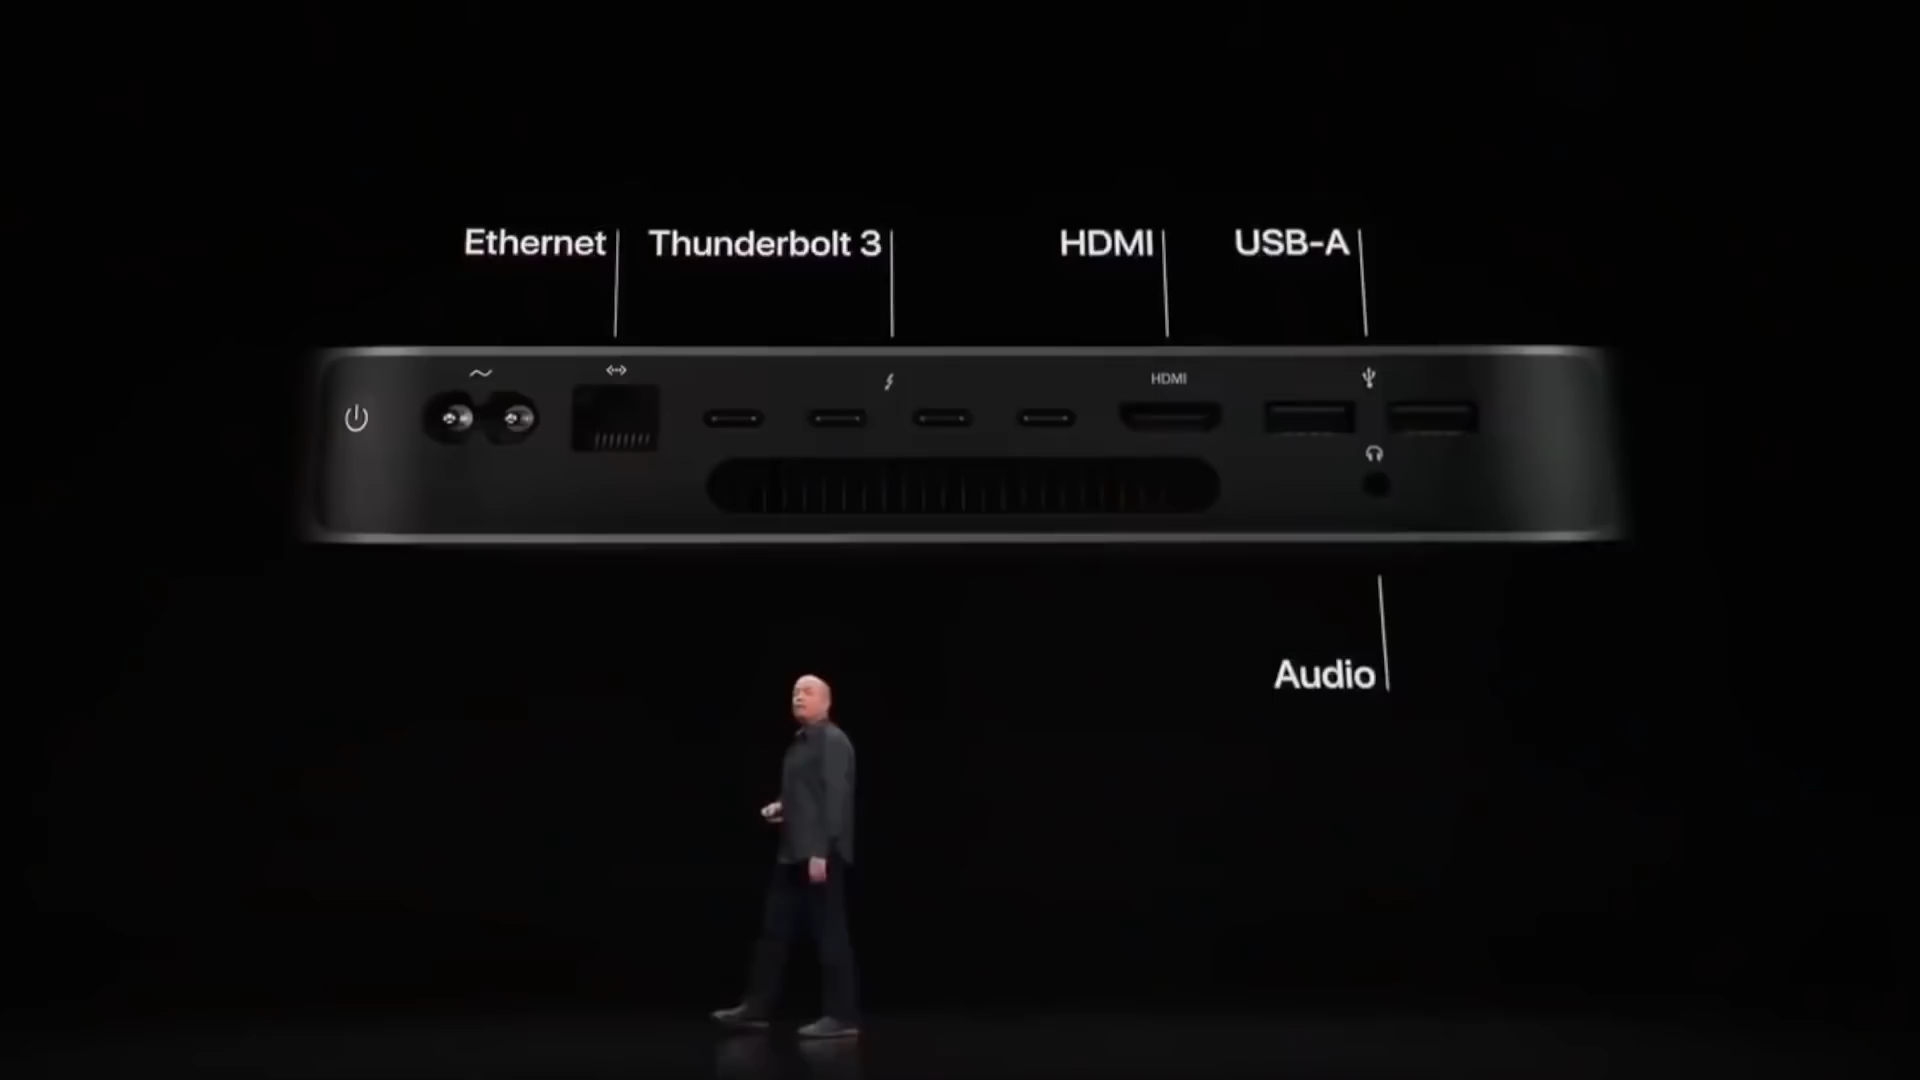 Ethernet
Thunderbolt 3
HDMI
USB-A
HDMI
Audio